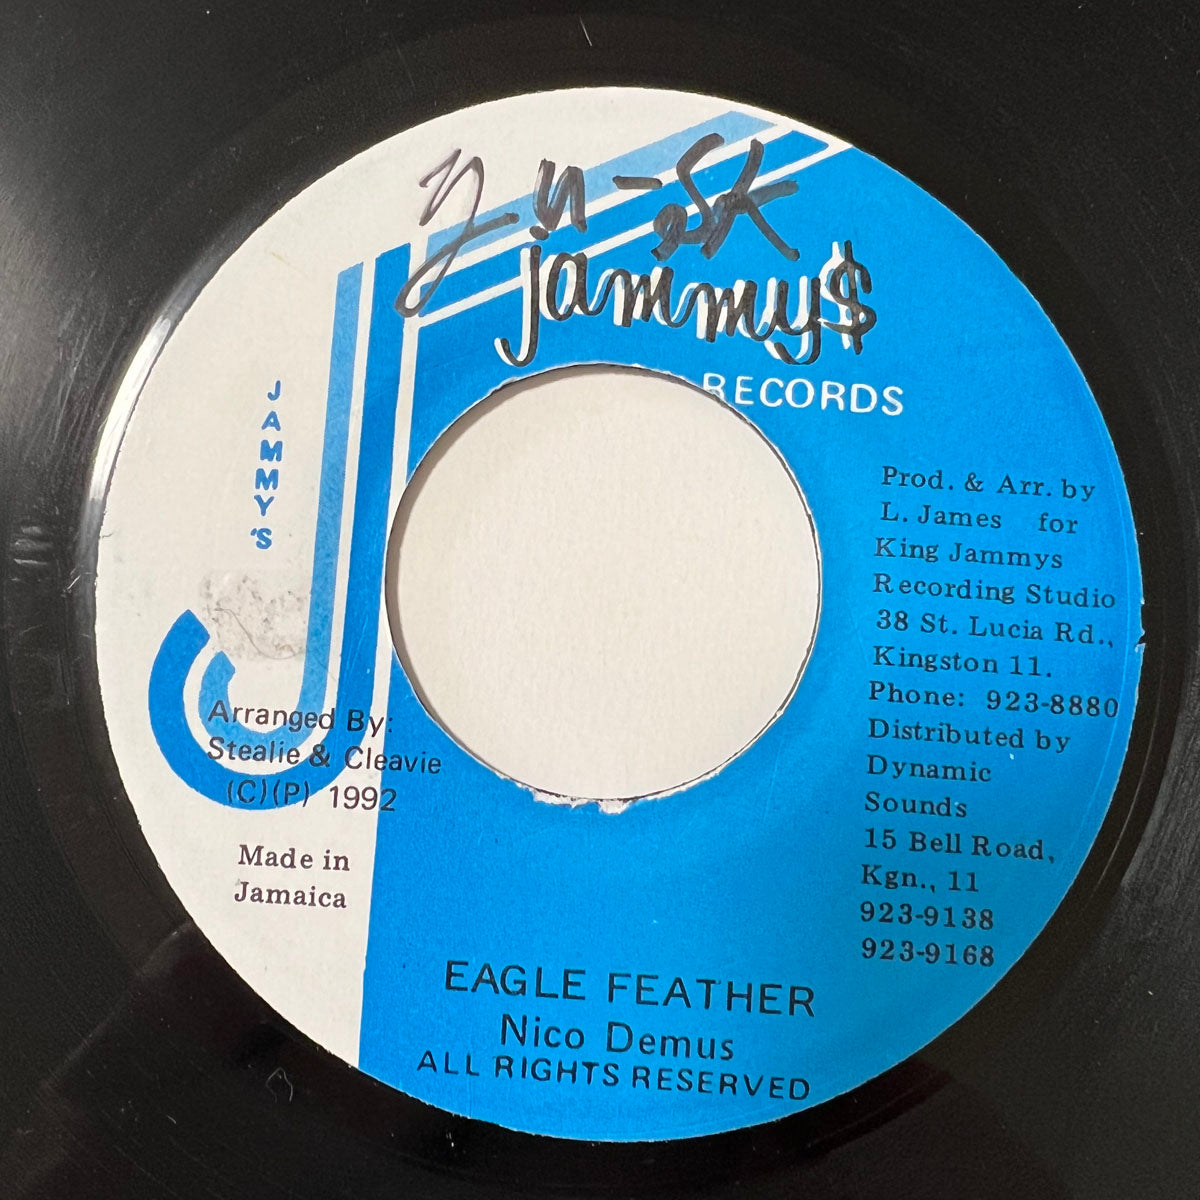 jammy$
RECORDS
JAMMY'S
Prod. & Arr. by
L. James for
King Jammys
Recording Studio
38 St. Lucia Rd.,
Kingston 11.
Phone: 923-8880
Distributed by
Dynamic
Sounds
15 Bell Road,
Kgn., 11
923-9138
923-9168
Arranged By:
Stealie & Cleavie
(C)(P) 1992
Made in
Jamaica
EAGLE FEATHER
Nico Demus
ALL RIGHTS RESERVED